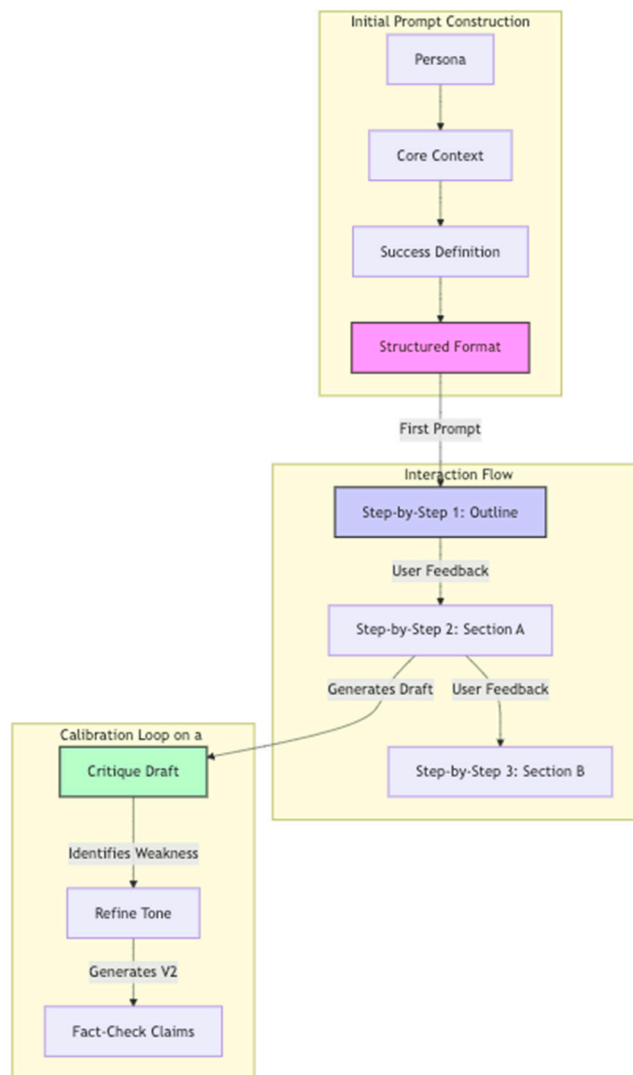 Initial Prompt Construction
Persona
Core Context
Success Definition
Structured Format
First Prompt
Interaction Flow
Step-by-Step 1: Outline
User Feedback
Step-by-Step 2: Section A
Generates Draft
User Feedback
Step-by-Step 3: Section B
Calibration Loop on a
Critique Draft
Identifies Weakness
Refine Tone
Generates V2
Fact-Check Claims